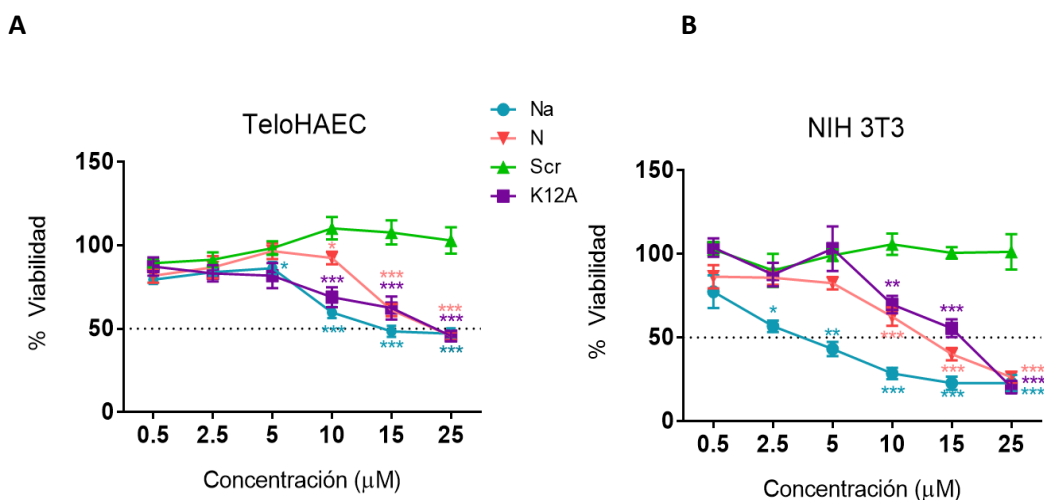 A
B
TeloHAEC
Na
N
Scr
K12A
NIH 3T3
% Viabilidad
150
100
50
0
*
*
***
***
***
***
***
***
***
0.5 2.5 5 10 15 25
Concentración (μM)
% Viabilidad
150
100
50
0
*
**
**
***
***
***
***
***
***
***
***
0.5 2.5 5 10 15 25
Concentración (μM)